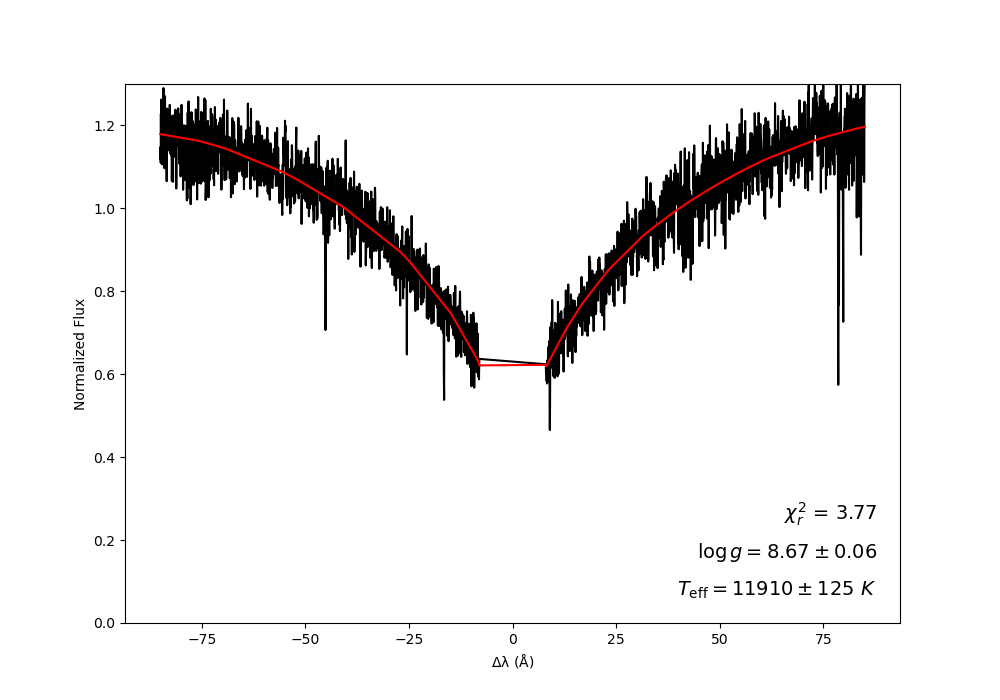 1.2
1.0
0.8
0.6
0.4
0.2
0.0
Normalized Flux
χ²ᵣ = 3.77
log g = 8.67 ± 0.06
T_eff = 11910 ± 125 K
−75 −50 −25 0 25 50 75
Δλ (Å)